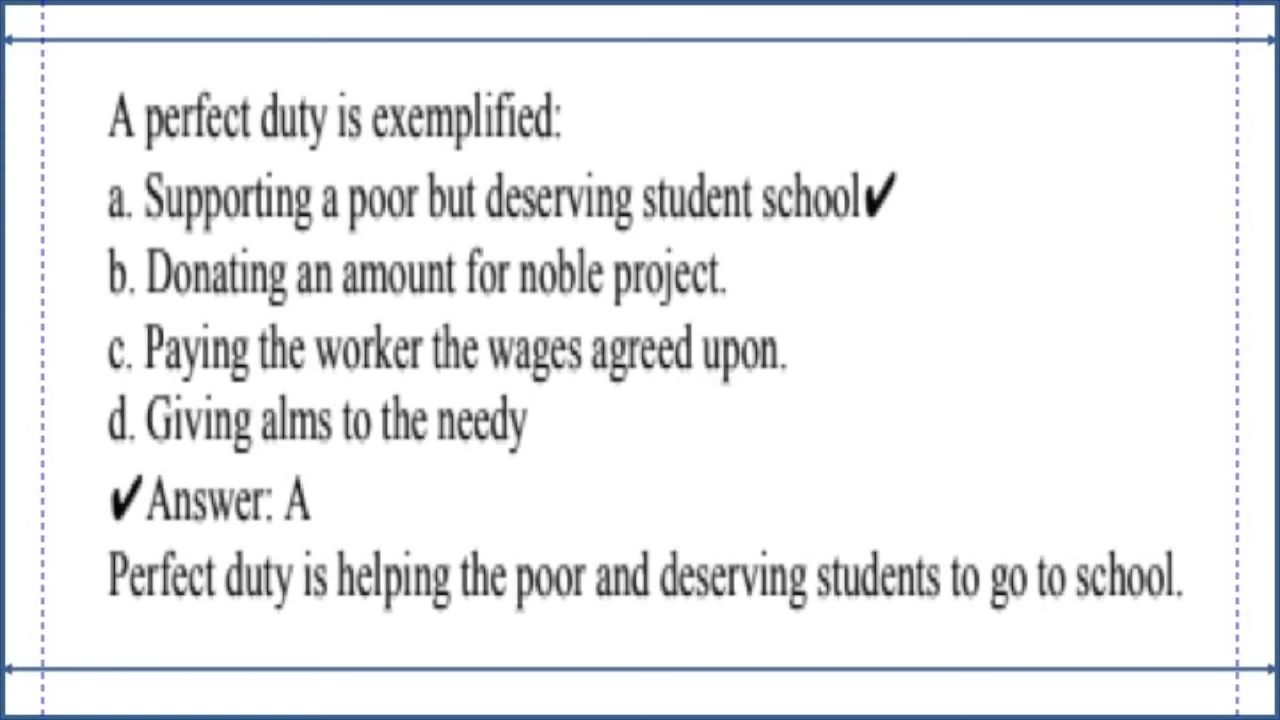 A perfect duty is exemplified:
a. Supporting a poor but deserving student school✔
b. Donating an amount for noble project.
c. Paying the worker the wages agreed upon.
d. Giving alms to the needy
✔Answer: A
Perfect duty is helping the poor and deserving students to go to school.